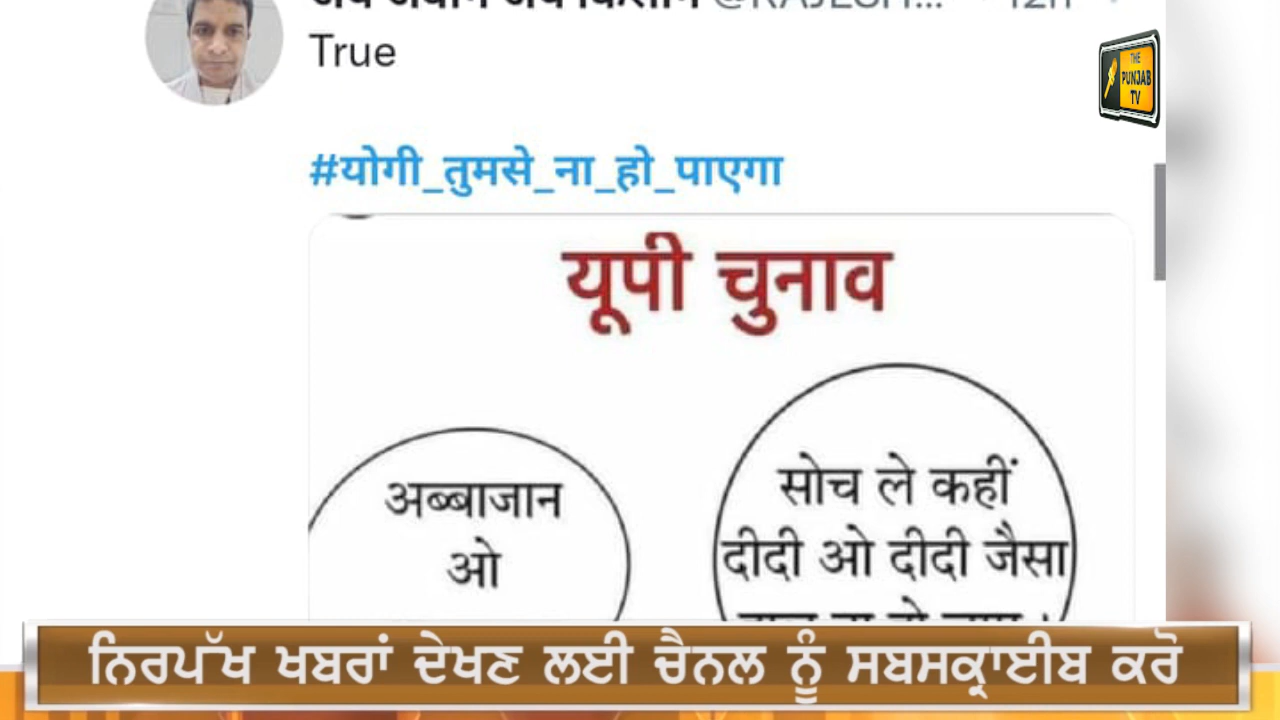 True
THE
PUNJAB
TV
#योगी_तुमसे_ना_हो_पाएगा
यूपी चुनाव
अब्बाजान
ओ
सोच ले कहीं
दीदी ओ दीदी जैसा
ਨਿਰਪੱਖ ਖਬਰਾਂ ਦੇਖਣ ਲਈ ਚੈਨਲ ਨੂੰ ਸਬਸਕ੍ਰਾਈਬ ਕਰੋ